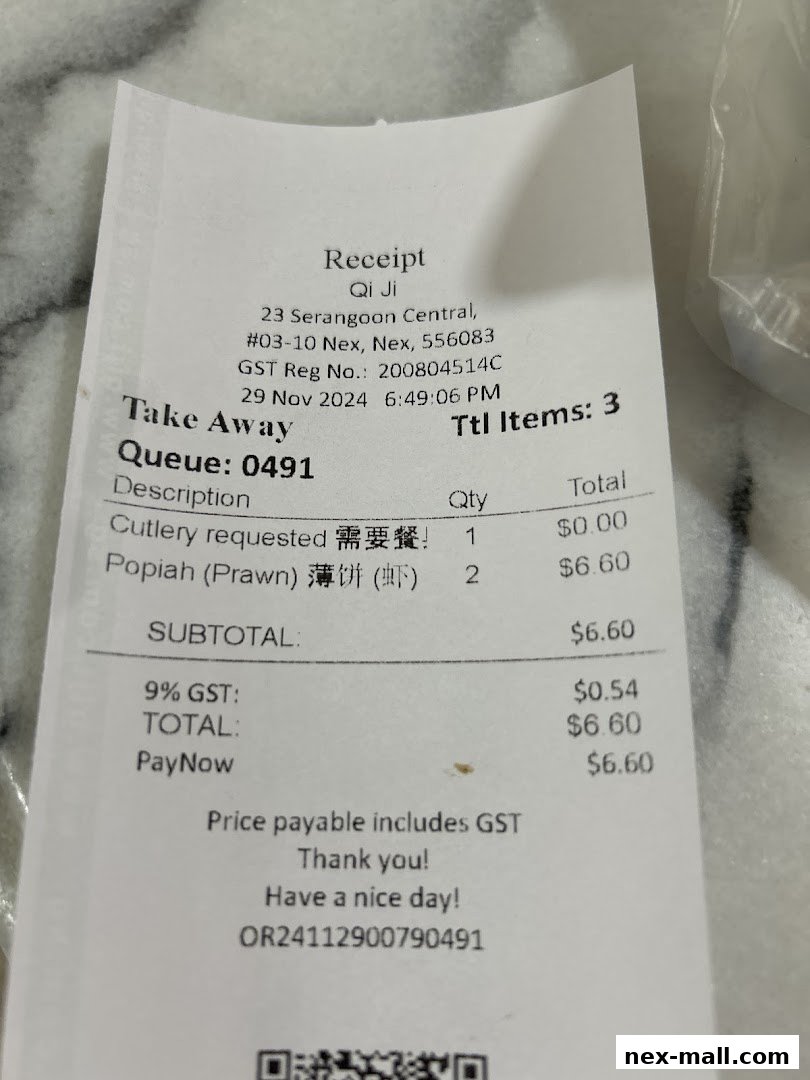 Receipt
Qi Ji
23 Serangoon Central,
#03-10 Nex, Nex, 556083
GST Reg No.: 200804514C
29 Nov 2024 6:49:06 PM
Take Away Ttl Items: 3
Queue: 0491
Description Qty Total
Cutlery requested 需要餐 1 $0.00
Popiah (Prawn) 薄饼 (虾) 2 $6.60
SUBTOTAL: $6.60
9% GST: $0.54
TOTAL: $6.60
PayNow $6.60
Price payable includes GST
Thank you!
Have a nice day!
OR24112900790491
nex-mall.com